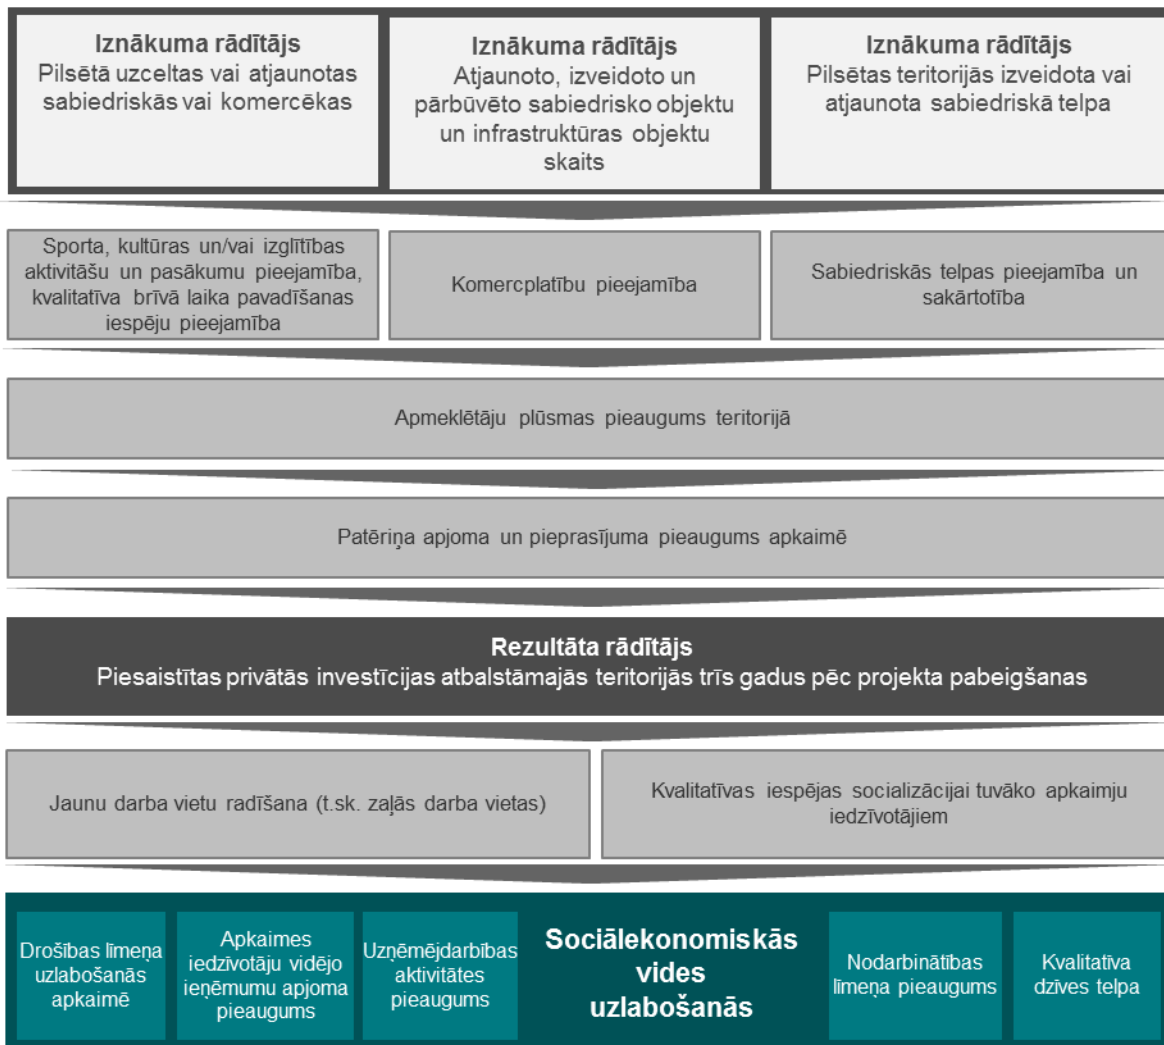 Iznākuma rādītājs
Pilsētā uzceltas vai atjaunotas
sabiedriskās vai komercēkas
Iznākuma rādītājs
Atjaunoto, izveidoto un
pārbūvēto sabiedrisko objektu
un infrastruktūras objektu
skaits
Iznākuma rādītājs
Pilsētas teritorijās izveidota vai
atjaunota sabiedriskā telpa
Sporta, kultūras un/vai izglītības
aktivitāšu un pasākumu pieejamība,
kvalitatīva brīvā laika pavadīšanas
iespēju pieejamība
Komercplatību pieejamība
Sabiedriskās telpas pieejamība un
sakārtotība
Apmeklētāju plūsmas pieaugums teritorijā
Patēriņa apjoma un pieprasījuma pieaugums apkaimē
Rezultāta rādītājs
Piesaistītas privātās investīcijas atbalstāmajās teritorijās trīs gadus pēc projekta pabeigšanas
Jaunu darba vietu radīšana (t.sk. zaļās darba vietas)
Kvalitatīvas iespējas socializācijai tuvāko apkaimju
iedzīvotājiem
Drošības līmeņa
uzlabošanās
apkaimē
Apkaimes
iedzīvotāju vidējo
ieņēmumu apjoma
pieaugums
Uzņēmējdarbības
aktivitātes
pieaugums
Sociālekonomiskās
vides
uzlabošanās
Nodarbinātības
līmeņa pieaugums
Kvalitatīva
dzīves telpa